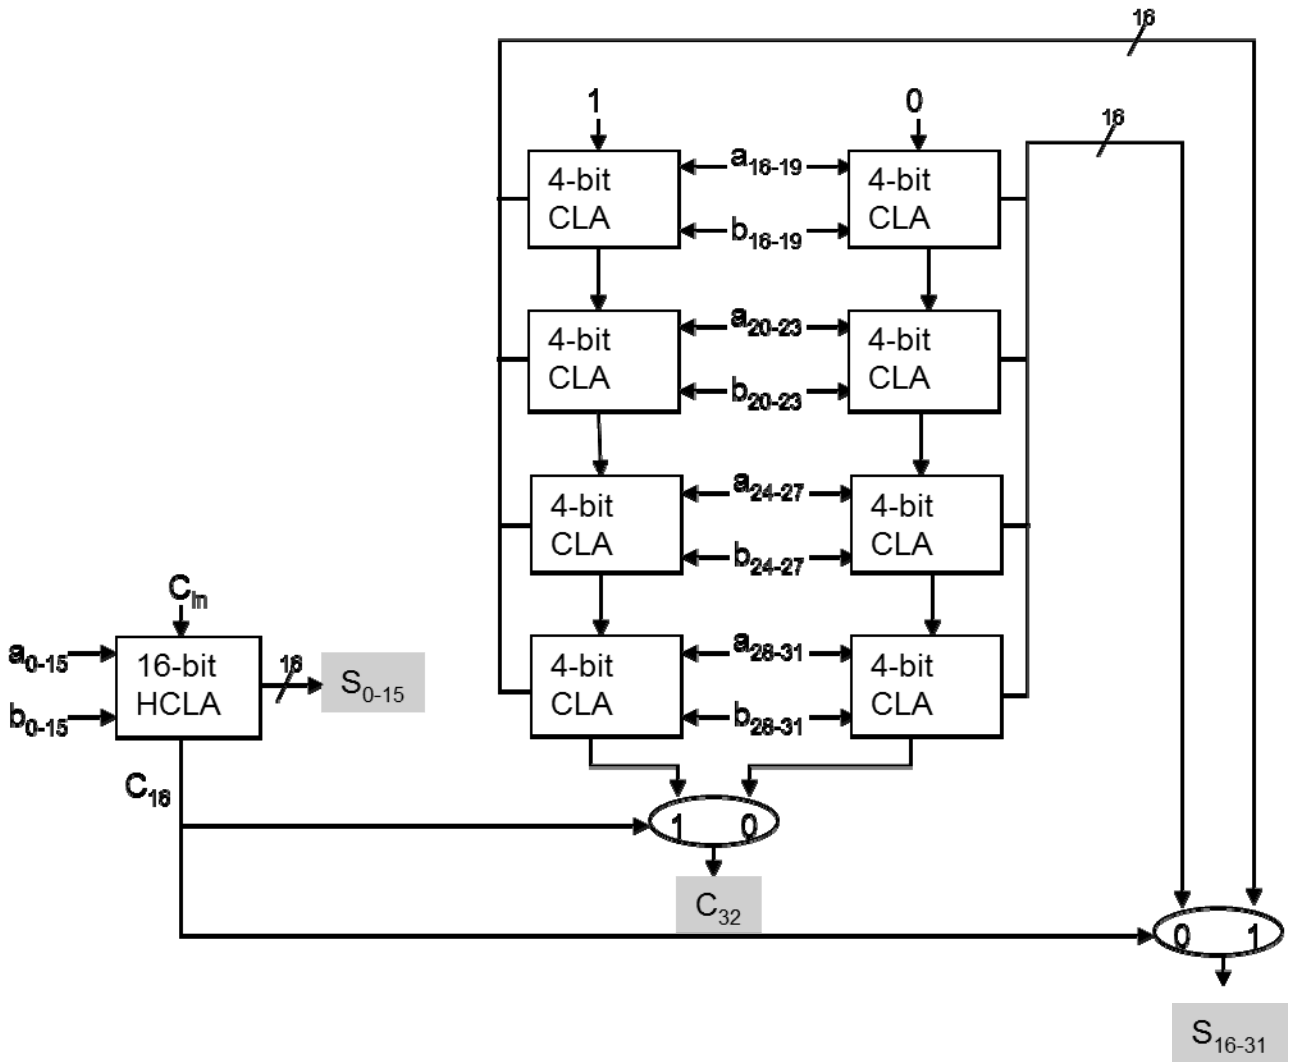 16
1
0
16
4-bit
CLA
a16-19
b16-19
4-bit
CLA
4-bit
CLA
a20-23
b20-23
4-bit
CLA
4-bit
CLA
a24-27
b24-27
4-bit
CLA
Cin
a0-15
b0-15
16-bit
HCLA
16
S0-15
4-bit
CLA
a28-31
b28-31
4-bit
CLA
C16
1 0
C32
0 1
S16-31